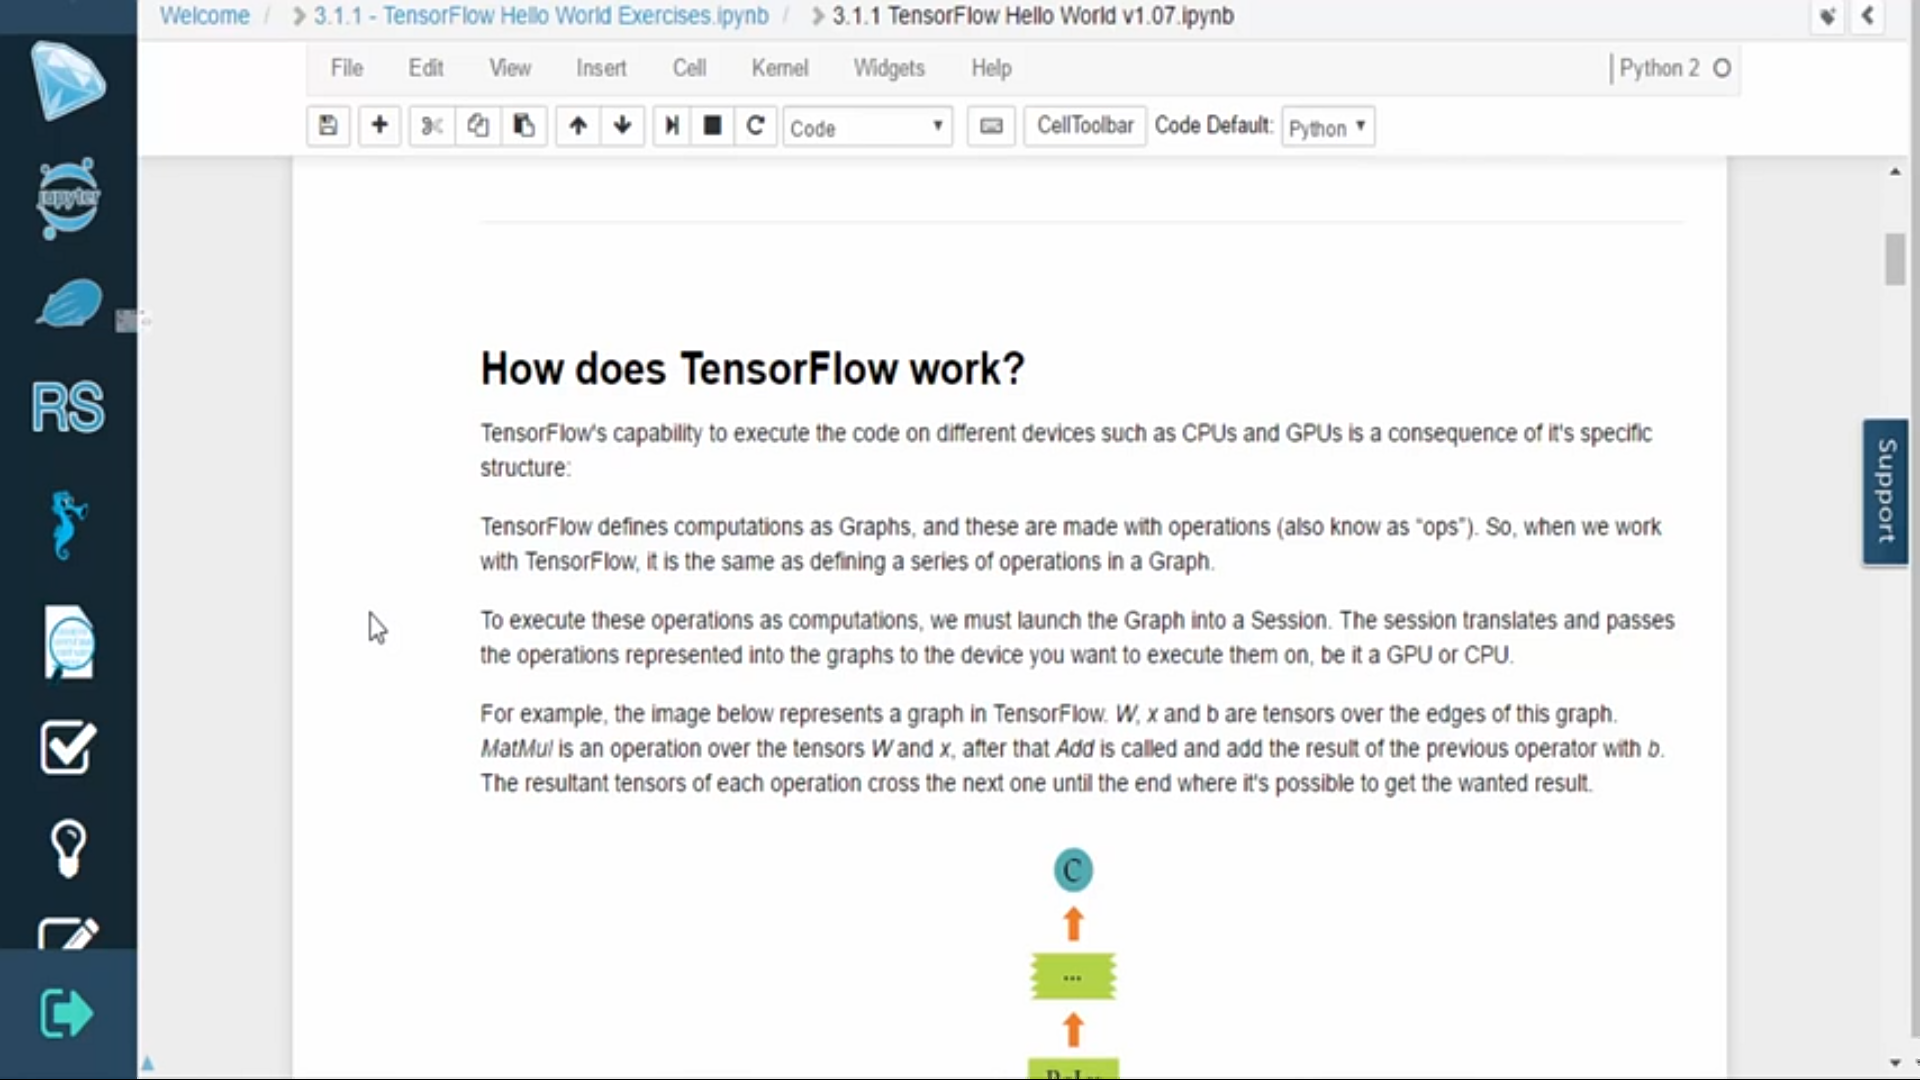 Welcome / > 3.1.1 - TensorFlow Hello World Exercises.ipynb / > 3.1.1 TensorFlow Hello World v1.07.ipynb
File Edit View Insert Cell Kernel Widgets Help Python 2
Code CellToolbar Code Default: Python
jupyter
RS
How does TensorFlow work?
TensorFlow's capability to execute the code on different devices such as CPUs and GPUs is a consequence of it's specific
structure:
TensorFlow defines computations as Graphs, and these are made with operations (also know as “ops”). So, when we work
with TensorFlow, it is the same as defining a series of operations in a Graph.
To execute these operations as computations, we must launch the Graph into a Session. The session translates and passes
the operations represented into the graphs to the device you want to execute them on, be it a GPU or CPU.
For example, the image below represents a graph in TensorFlow. W, x and b are tensors over the edges of this graph.
MatMul is an operation over the tensors W and x, after that Add is called and add the result of the previous operator with b.
The resultant tensors of each operation cross the next one until the end where it's possible to get the wanted result.
C
...
Support